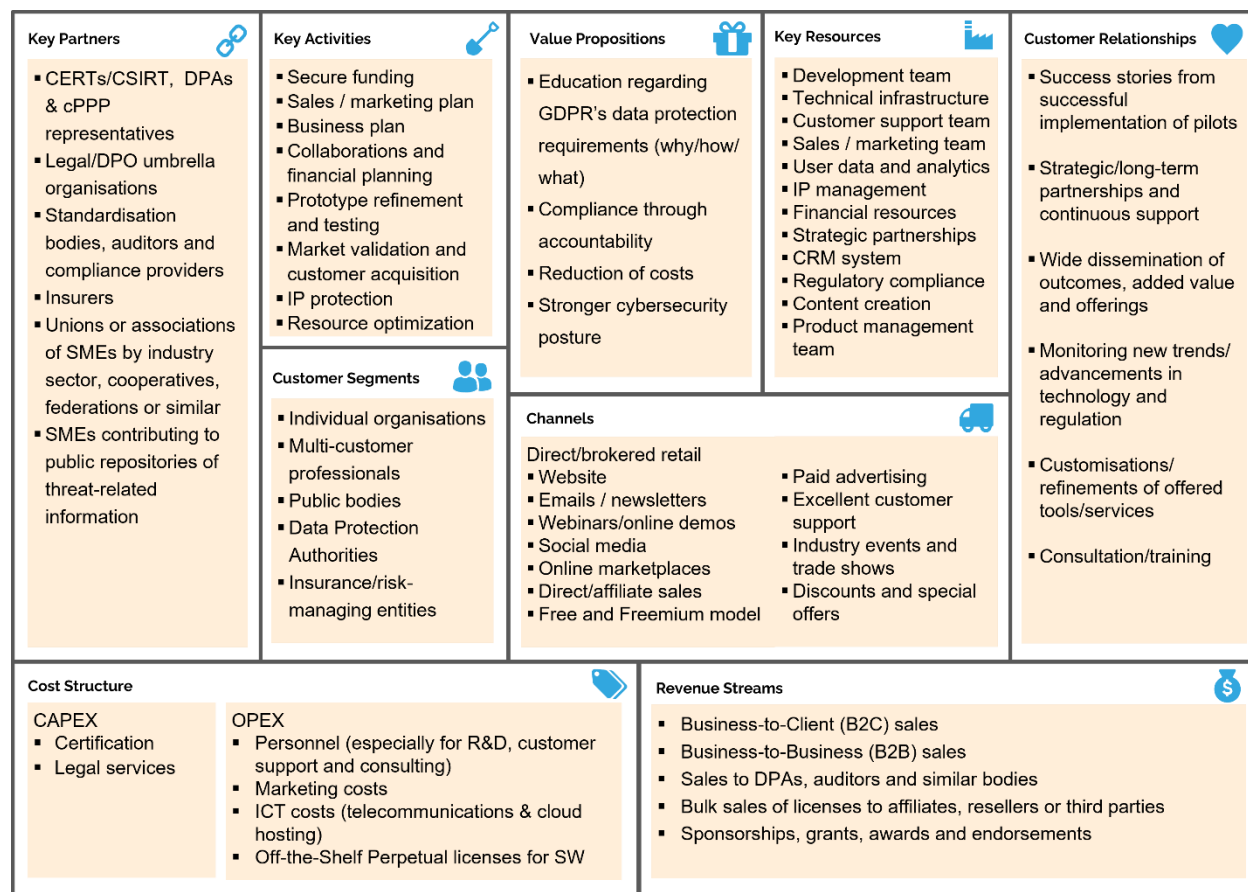 Key Partners
▪ CERTs/CSIRT, DPAs
& cPPP
representatives
▪ Legal/DPO umbrella
organisations
▪ Standardisation
bodies, auditors and
compliance providers
▪ Insurers
▪ Unions or associations
of SMEs by industry
sector, cooperatives,
federations or similar
▪ SMEs contributing to
public repositories of
threat-related
information
Key Activities
▪ Secure funding
▪ Sales / marketing plan
▪ Business plan
▪ Collaborations and
financial planning
▪ Prototype refinement
and testing
▪ Market validation and
customer acquisition
▪ IP protection
▪ Resource optimization
Customer Segments
▪ Individual organisations
▪ Multi-customer
professionals
▪ Public bodies
▪ Data Protection
Authorities
▪ Insurance/risk-
managing entities
Value Propositions
▪ Education regarding
GDPR's data protection
requirements (why/how/
what)
▪ Compliance through
accountability
▪ Reduction of costs
▪ Stronger cybersecurity
posture
Key Resources
▪ Development team
▪ Technical infrastructure
▪ Customer support team
▪ Sales / marketing team
▪ User data and analytics
▪ IP management
▪ Financial resources
▪ Strategic partnerships
▪ CRM system
▪ Regulatory compliance
▪ Content creation
▪ Product management
team
Channels
Direct/brokered retail
▪ Website
▪ Emails / newsletters
▪ Webinars/online demos
▪ Social media
▪ Online marketplaces
▪ Direct/affiliate sales
▪ Free and Freemium model
▪ Paid advertising
▪ Excellent customer
support
▪ Industry events and
trade shows
▪ Discounts and special
offers
Customer Relationships
▪ Success stories from
successful
implementation of pilots
▪ Strategic/long-term
partnerships and
continuous support
▪ Wide dissemination of
outcomes, added value
and offerings
▪ Monitoring new trends/
advancements in
technology and
regulation
▪ Customisations/
refinements of offered
tools/services
▪ Consultation/training
Cost Structure
CAPEX
▪ Certification
▪ Legal services
OPEX
▪ Personnel (especially for R&D, customer
support and consulting)
▪ Marketing costs
▪ ICT costs (telecommunications & cloud
hosting)
▪ Off-the-Shelf Perpetual licenses for SW
Revenue Streams
$
▪ Business-to-Client (B2C) sales
▪ Business-to-Business (B2B) sales
▪ Sales to DPAs, auditors and similar bodies
▪ Bulk sales of licenses to affiliates, resellers or third parties
▪ Sponsorships, grants, awards and endorsements